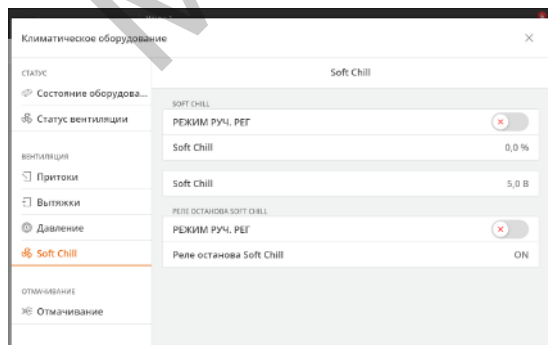 Климатическое оборудование
СТАТУС
Состояние оборудова...
Статус вентиляции
ВЕНТИЛЯЦИЯ
Притоки
Вытяжки
Давление
Soft Chill
ОТМАЧИВАНИЕ
Отмачивание
Soft Chill
SOFT CHILL
РЕЖИМ РУЧ. РЕГ
Soft Chill 0,0 %
Soft Chill 5,0 В
РЕЛЕ ОСТАНОВА SOFT CHILL
РЕЖИМ РУЧ. РЕГ
Реле останова Soft Chill ON